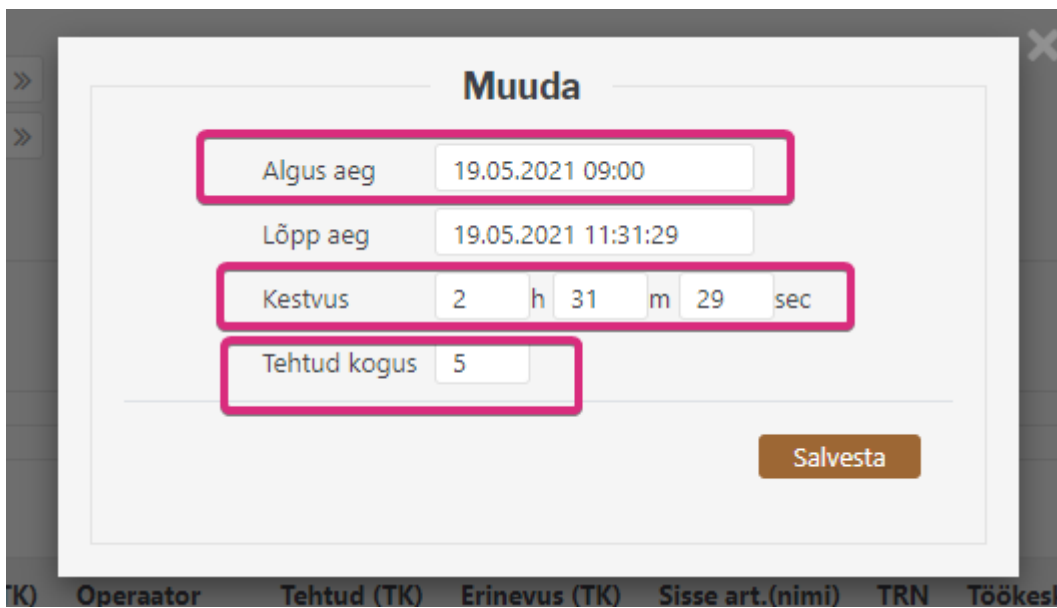 Muuda
Algus aeg 19.05.2021 09:00
Lõpp aeg 19.05.2021 11:31:29
Kestvus 2 h 31 m 29 sec
Tehtud kogus 5
Salvesta
TK) Operaator Tehtud (TK) Erinevus (TK) Sisse art.(nimi) TRN